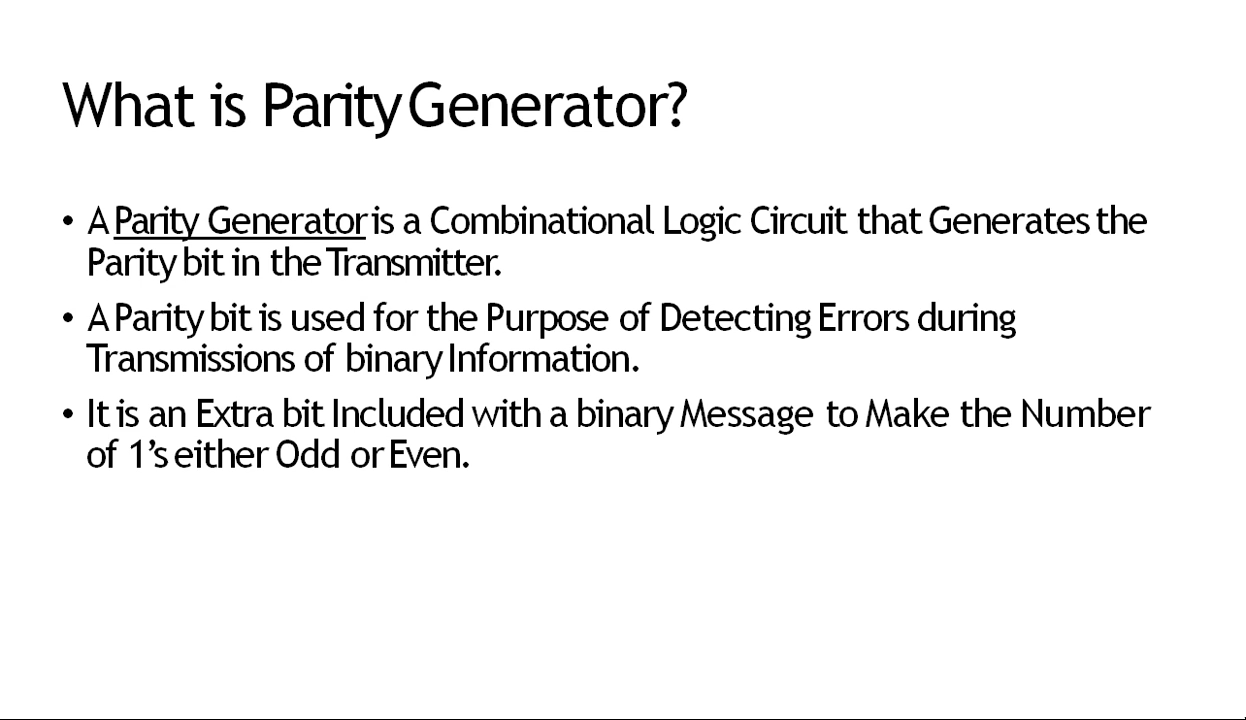 What is Parity Generator?
• A Parity Generator is a Combinational Logic Circuit that Generates the
Parity bit in the Transmitter.
• A Parity bit is used for the Purpose of Detecting Errors during
Transmissions of binary Information.
• It is an Extra bit Included with a binary Message to Make the Number
of 1’s either Odd or Even.